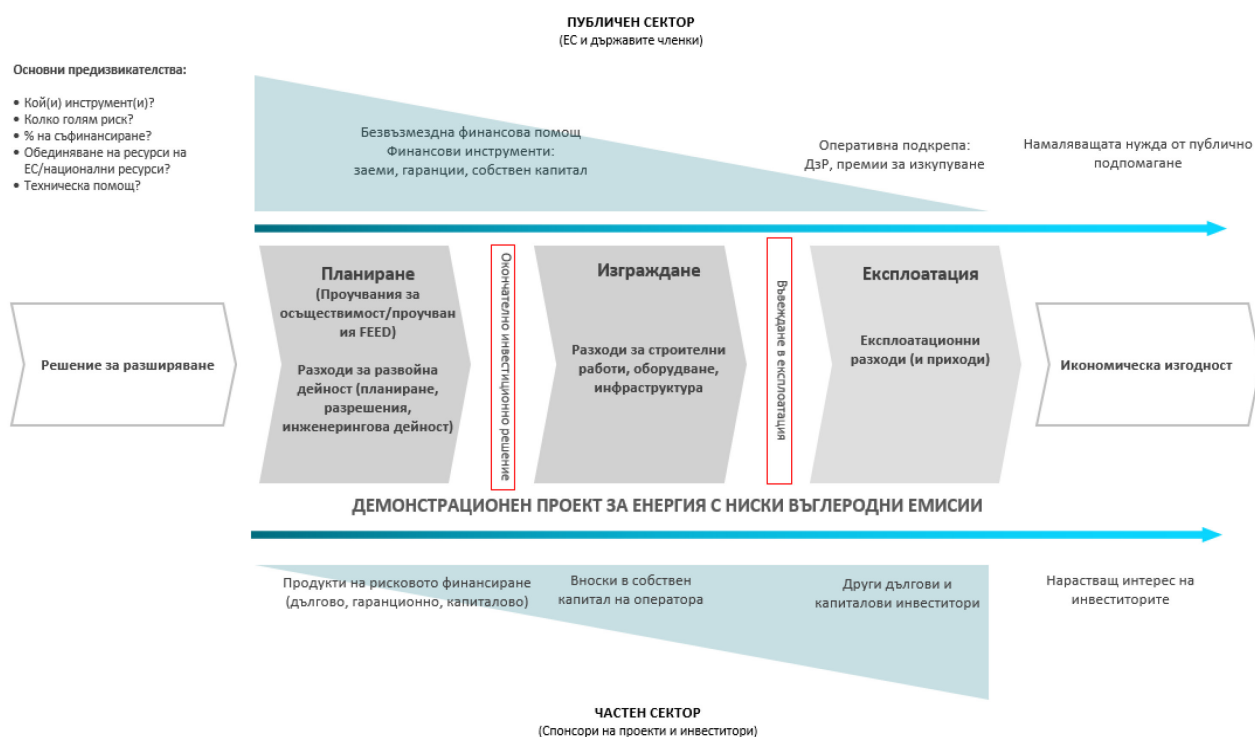 ПУБЛИЧЕН СЕКТОР
(ЕС и държавите членки)
Основни предизвикателства:
• Кой(и) инструмент(и)?
• Колко голям риск?
• % на съфинансиране?
• Обединяване на ресурси на
ЕС/национални ресурси?
• Техническа помощ?
Безвъзмездна финансова помощ
Финансови инструменти:
заеми, гаранции, собствен капитал
Оперативна подкрепа:
ДзР, премии за изкупуване
Намаляващата нужда от публично
подпомагане
Решение за разширяване
Планиране
(Проучвания за
осъществимост/проучван
ия FEED)
Разходи за развойна
дейност (планиране,
разрешения,
инженерингова дейност)
Окончателно инвестиционно решение
Изграждане
Разходи за строителни
работи, оборудване,
инфраструктура
Въвеждане в експлоатация
Експлоатация
Експлоатационни
разходи (и приходи)
Икономическа изгодност
ДЕМОНСТРАЦИОНЕН ПРОЕКТ ЗА ЕНЕРГИЯ С НИСКИ ВЪГЛЕРОДНИ ЕМИСИИ
Продукти на рисковото финансиране
(дългово, гаранционно, капиталово)
Вноски в собствен
капитал на оператора
Други дългови и
капиталови инвеститори
Нарастващ интерес на
инвеститорите
ЧАСТЕН СЕКТОР
(Спонсори на проекти и инвеститори)